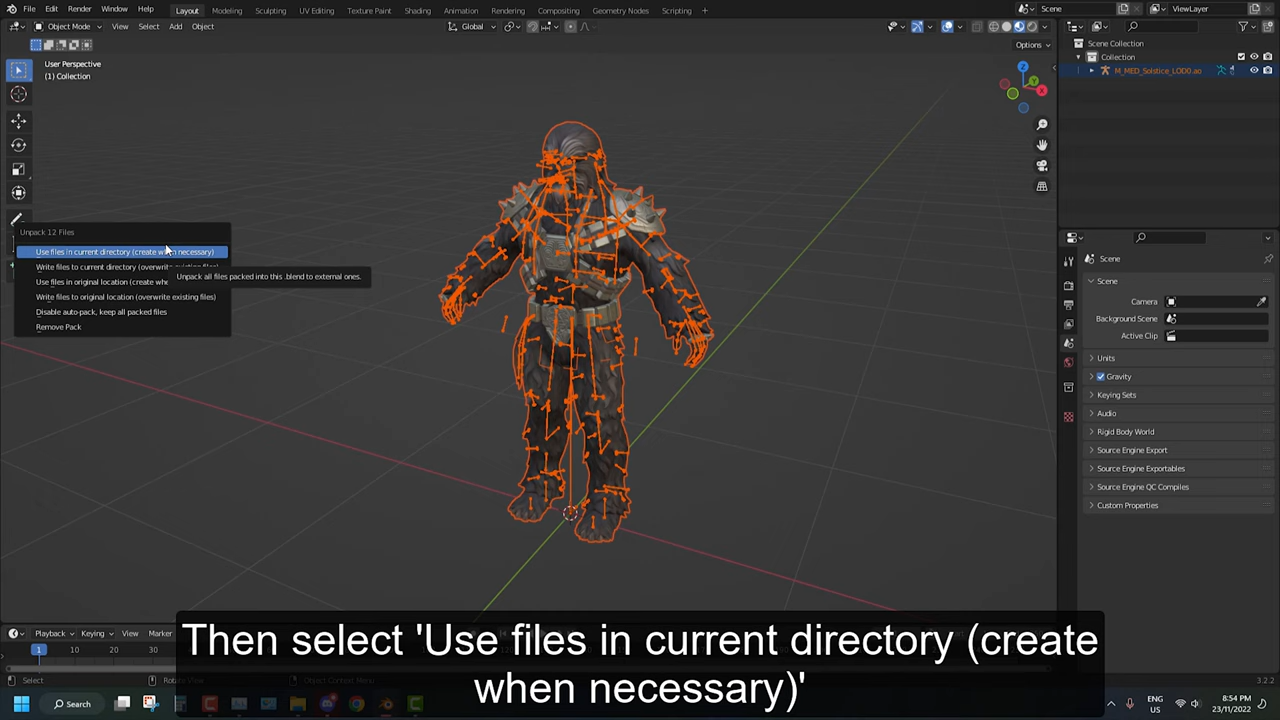 File Edit Render Window Help
Layout Modeling Sculpting UV Editing Texture Paint Shading Animation Rendering Compositing Geometry Nodes Scripting +
Scene ViewLayer
Object Mode View Select Add Object
Global
Options
User Perspective
(1) Collection
Scene Collection
Collection
M_MED_Solstice_LOD0.ao
X
Y
Z
Unpack 12 Files
Use files in current directory (create when necessary)
Write files to current directory (overwrite existing files)
Unpack all files packed into this .blend to external ones.
Use files in original location (create whe
Write files to original location (overwrite existing files)
Disable auto-pack, keep all packed files
Remove Pack
Scene
Scene
Camera
Background Scene
Active Clip
Units
Gravity
Keying Sets
Audio
Rigid Body World
Source Engine Export
Source Engine Exportables
Source Engine QC Compiles
Custom Properties
Playback Keying View Marker
1 10 20 30
Then select 'Use files in current directory (create
when necessary)'
Select
3.2.2
Search
ENG
US
8:54 PM
23/11/2022